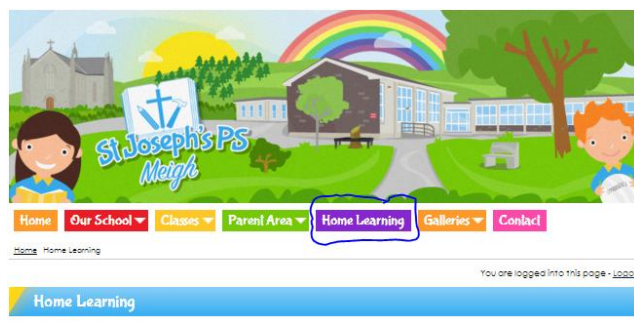 St Joseph's PS
Meigh
Home Our School Classes Parent Area Home Learning Galleries Contact
Home Home Learning
You are logged into this page - Logo
Home Learning